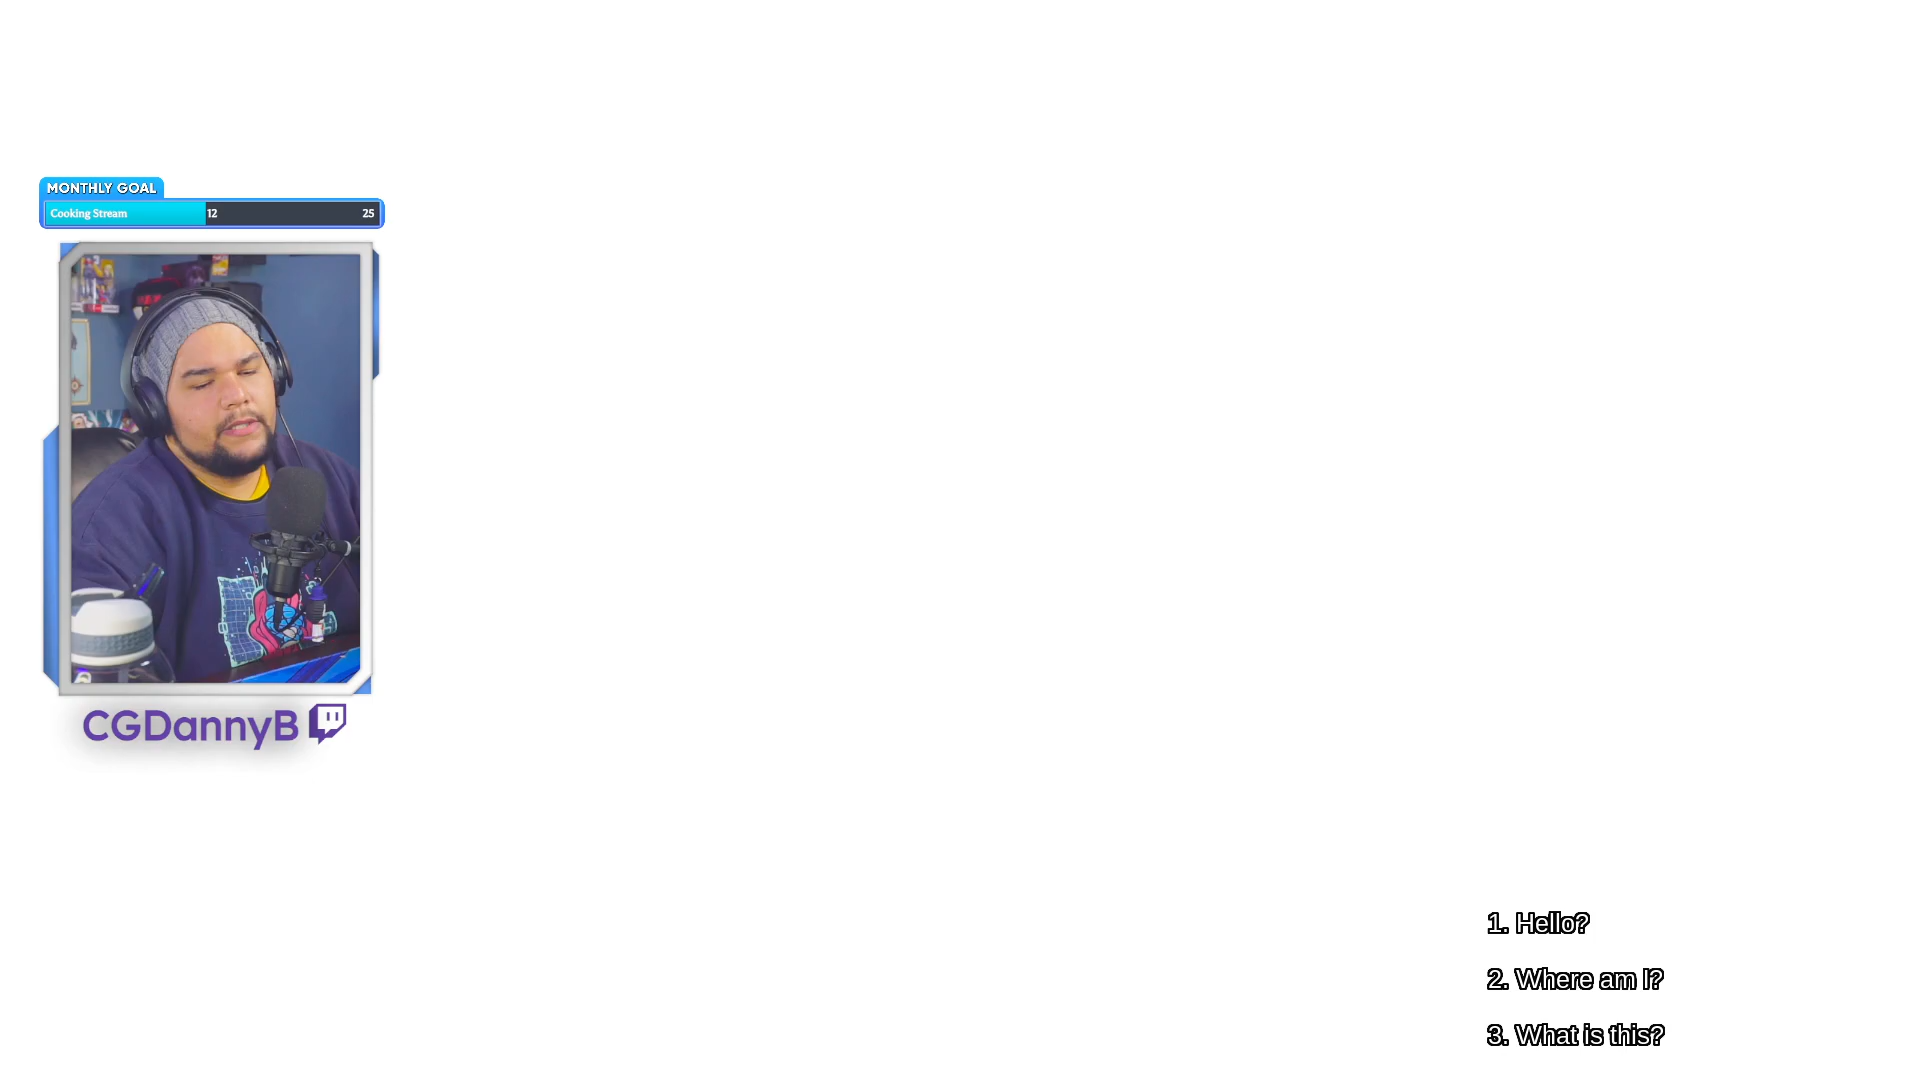 MONTHLY GOAL
Cooking Stream 12 25
CGDannyB
1. Hello?
2. Where am I?
3. What is this?